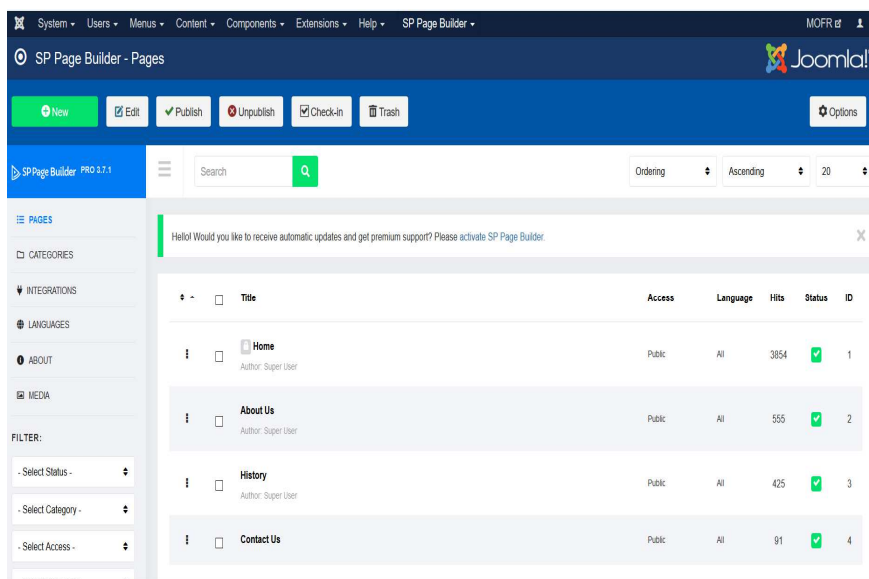 System Users Menus Content Components Extensions Help SP Page Builder MOFR
SP Page Builder - Pages Joomla!
New Edit Publish Unpublish Check-In Trash Options
SP Page Builder PRO 3.7.1 Search Ordering Ascending 20
PAGES
Hello! Would you like to receive automatic updates and get premium support? Please activate SP Page Builder. X
CATEGORIES
INTEGRATIONS
LANGUAGES
ABOUT
MEDIA
FILTER:
- Select Status -
- Select Category -
- Select Access -
Title Access Language Hits Status ID
Home Public All 3854 1
Author: Super User
About Us Public All 555 2
Author: Super User
History Public All 425 3
Author: Super User
Contact Us Public All 91 4